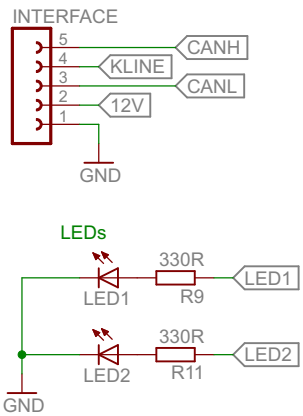 INTERFACE
5 CANH
4 KLINE
3 CANL
2 12V
1
GND
LEDs
330R
LED1 R9 LED1
330R
LED2 R11 LED2
GND